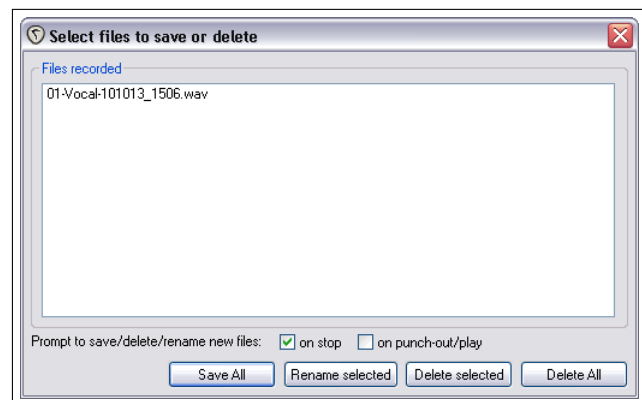 Select files to save or delete
Files recorded
01-Vocal-101013_1506.wav
Prompt to save/delete/rename new files: on stop on punch-out/play
Save All Rename selected Delete selected Delete All